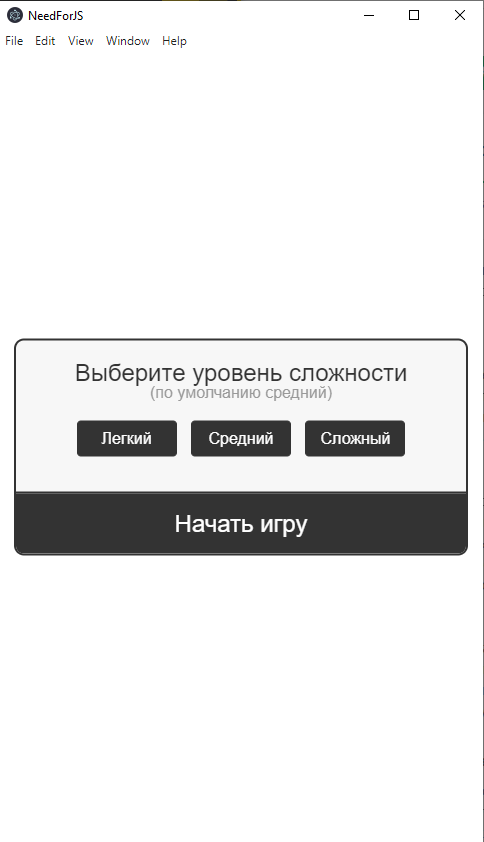 NeedForJS
File Edit View Window Help
Выберите уровень сложности
(по умолчанию средний)
Легкий Средний Сложный
Начать игру